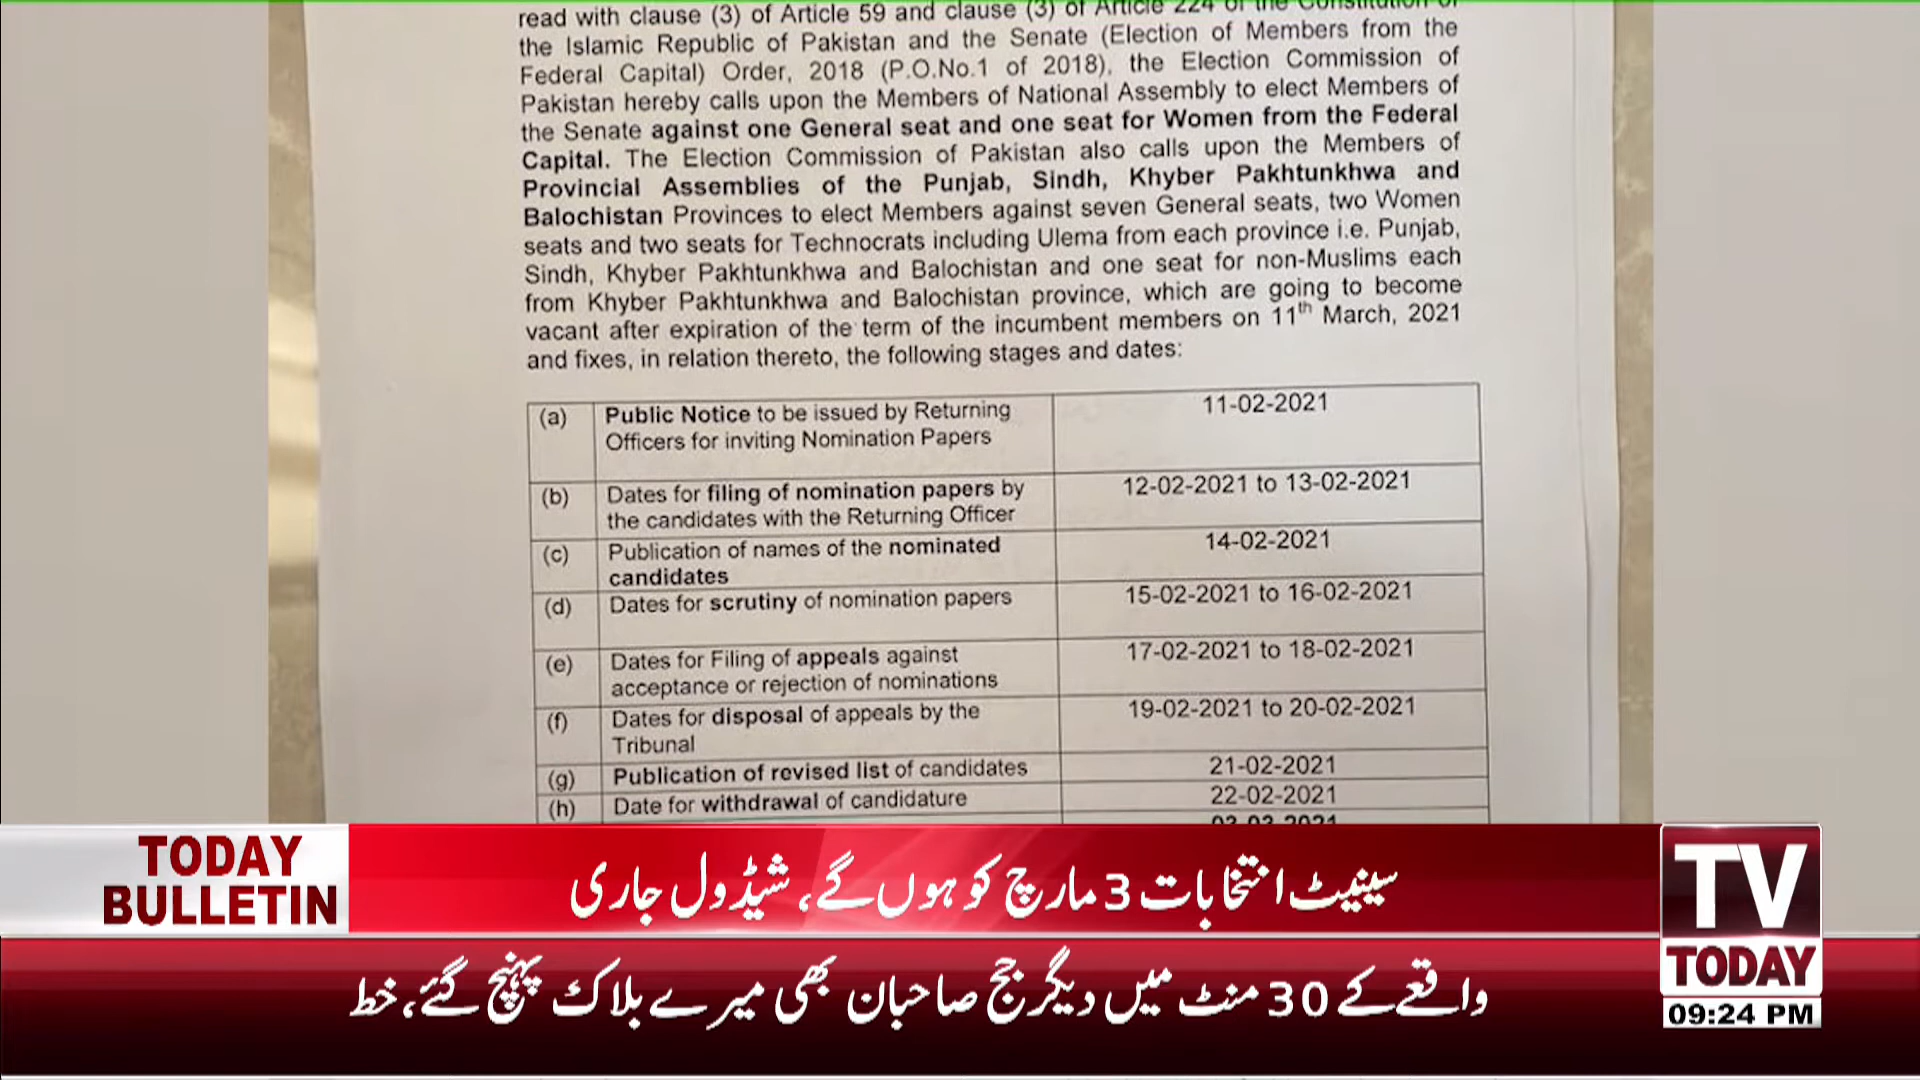 read with clause (3) of Article 59 and clause (3) of Article 224 of the Constitution of
the Islamic Republic of Pakistan and the Senate (Election of Members from the
Federal Capital) Order, 2018 (P.O.No.1 of 2018), the Election Commission of
Pakistan hereby calls upon the Members of National Assembly to elect Members of
the Senate against one General seat and one seat for Women from the Federal
Capital. The Election Commission of Pakistan also calls upon the Members of
Provincial Assemblies of the Punjab, Sindh, Khyber Pakhtunkhwa and
Balochistan Provinces to elect Members against seven General seats, two Women
seats and two seats for Technocrats including Ulema from each province i.e. Punjab,
Sindh, Khyber Pakhtunkhwa and Balochistan and one seat for non-Muslims each
from Khyber Pakhtunkhwa and Balochistan province, which are going to become
vacant after expiration of the term of the incumbent members on 11th March, 2021
and fixes, in relation thereto, the following stages and dates:
(a) Public Notice to be issued by Returning 11-02-2021
Officers for inviting Nomination Papers
(b) Dates for filing of nomination papers by 12-02-2021 to 13-02-2021
the candidates with the Returning Officer
(c) Publication of names of the nominated 14-02-2021
candidates
(d) Dates for scrutiny of nomination papers 15-02-2021 to 16-02-2021
(e) Dates for Filing of appeals against 17-02-2021 to 18-02-2021
acceptance or rejection of nominations
(f) Dates for disposal of appeals by the 19-02-2021 to 20-02-2021
Tribunal
(g) Publication of revised list of candidates 21-02-2021
(h) Date for withdrawal of candidature 22-02-2021
03-03-2021
TODAY
BULLETIN
سینیٹ انتخابات 3 مارچ کو ہوں گے، شیڈول جاری
واقعے کے 30 منٹ میں دیگر جج صاحبان بھی میرے بلاک پہنچ گئے، خط
TV
TODAY
09:24 PM